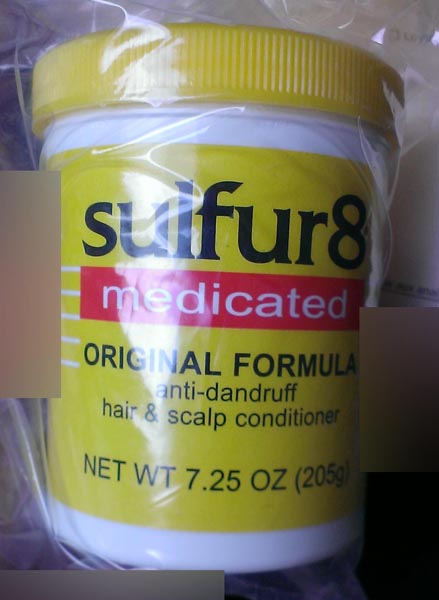 sulfur8
medicated
ORIGINAL FORMULA
anti-dandruff
hair & scalp conditioner
NET WT 7.25 OZ (205g)